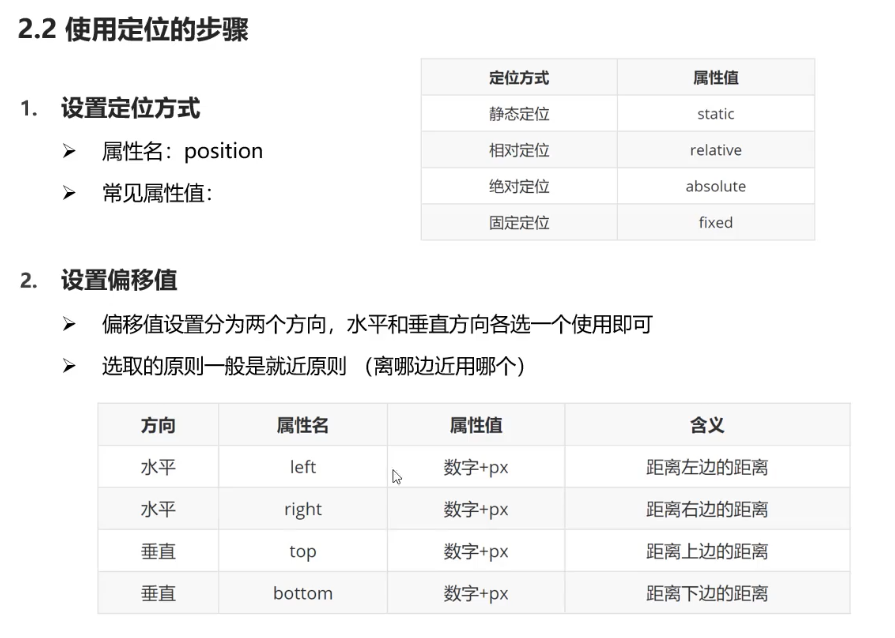 2.2 使用定位的步骤
1. 设置定位方式
➢ 属性名：position
➢ 常见属性值：
定位方式 属性值
静态定位 static
相对定位 relative
绝对定位 absolute
固定定位 fixed
2. 设置偏移值
➢ 偏移值设置分为两个方向，水平和垂直方向各选一个使用即可
➢ 选取的原则一般是就近原则 （离哪边近用哪个）
方向 属性名 属性值 含义
水平 left 数字+px 距离左边的距离
水平 right 数字+px 距离右边的距离
垂直 top 数字+px 距离上边的距离
垂直 bottom 数字+px 距离下边的距离